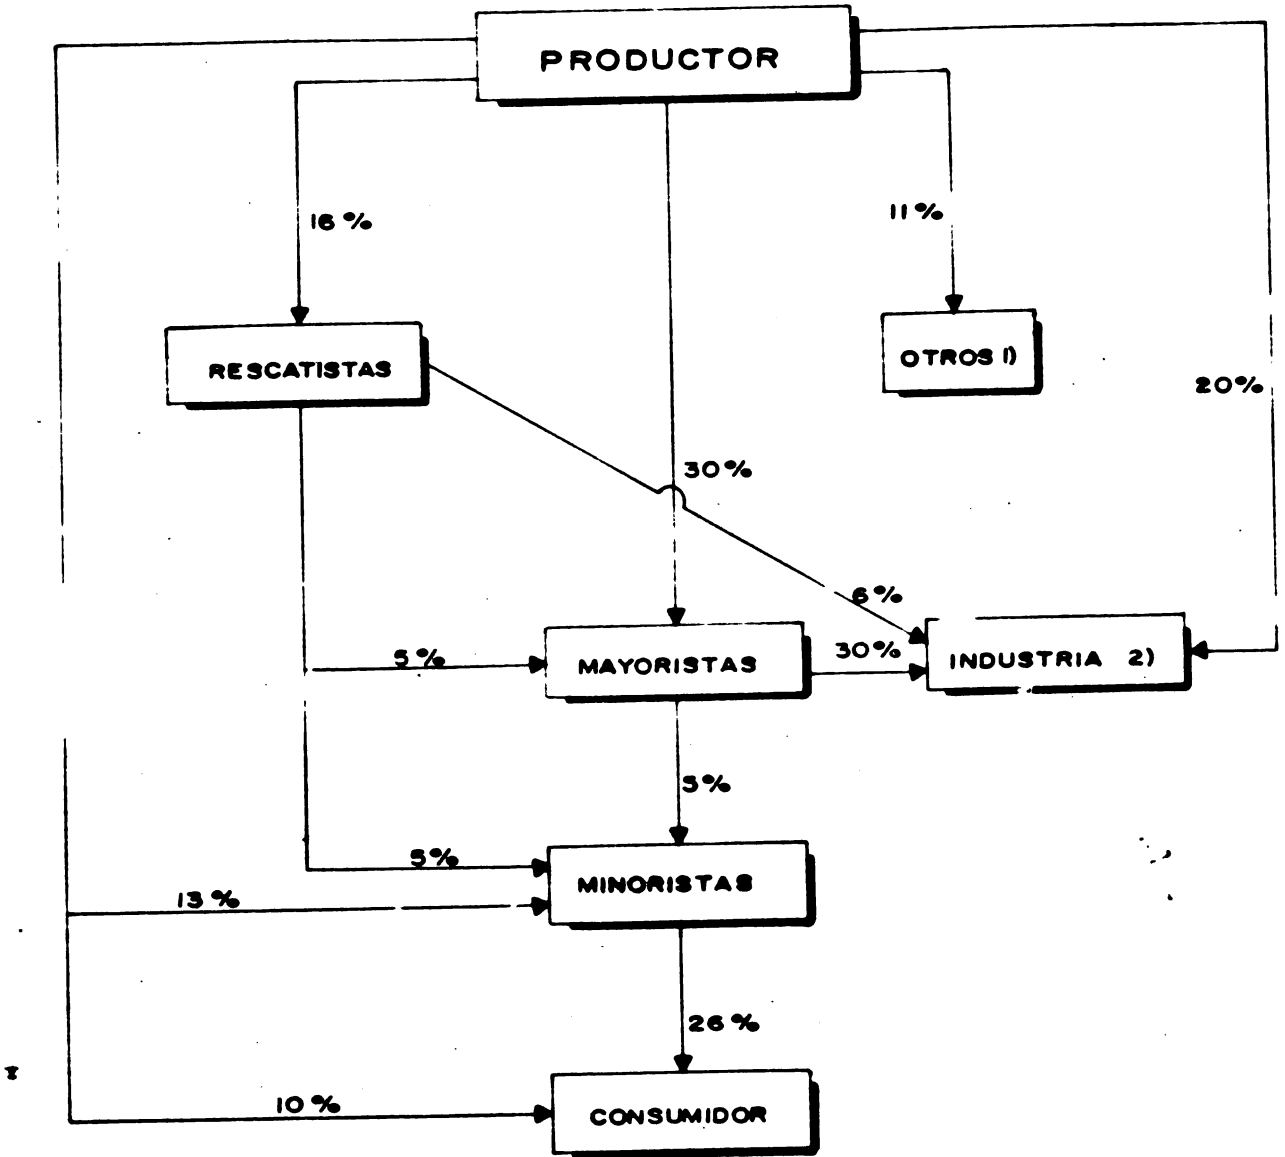 PRODUCTOR
16%
11%
RESCATISTAS
OTROS 1)
20%
30%
6%
5%
MAYORISTAS
30%
INDUSTRIA 2)
5%
5%
MINORISTAS
13%
26%
10%
CONSUMIDOR